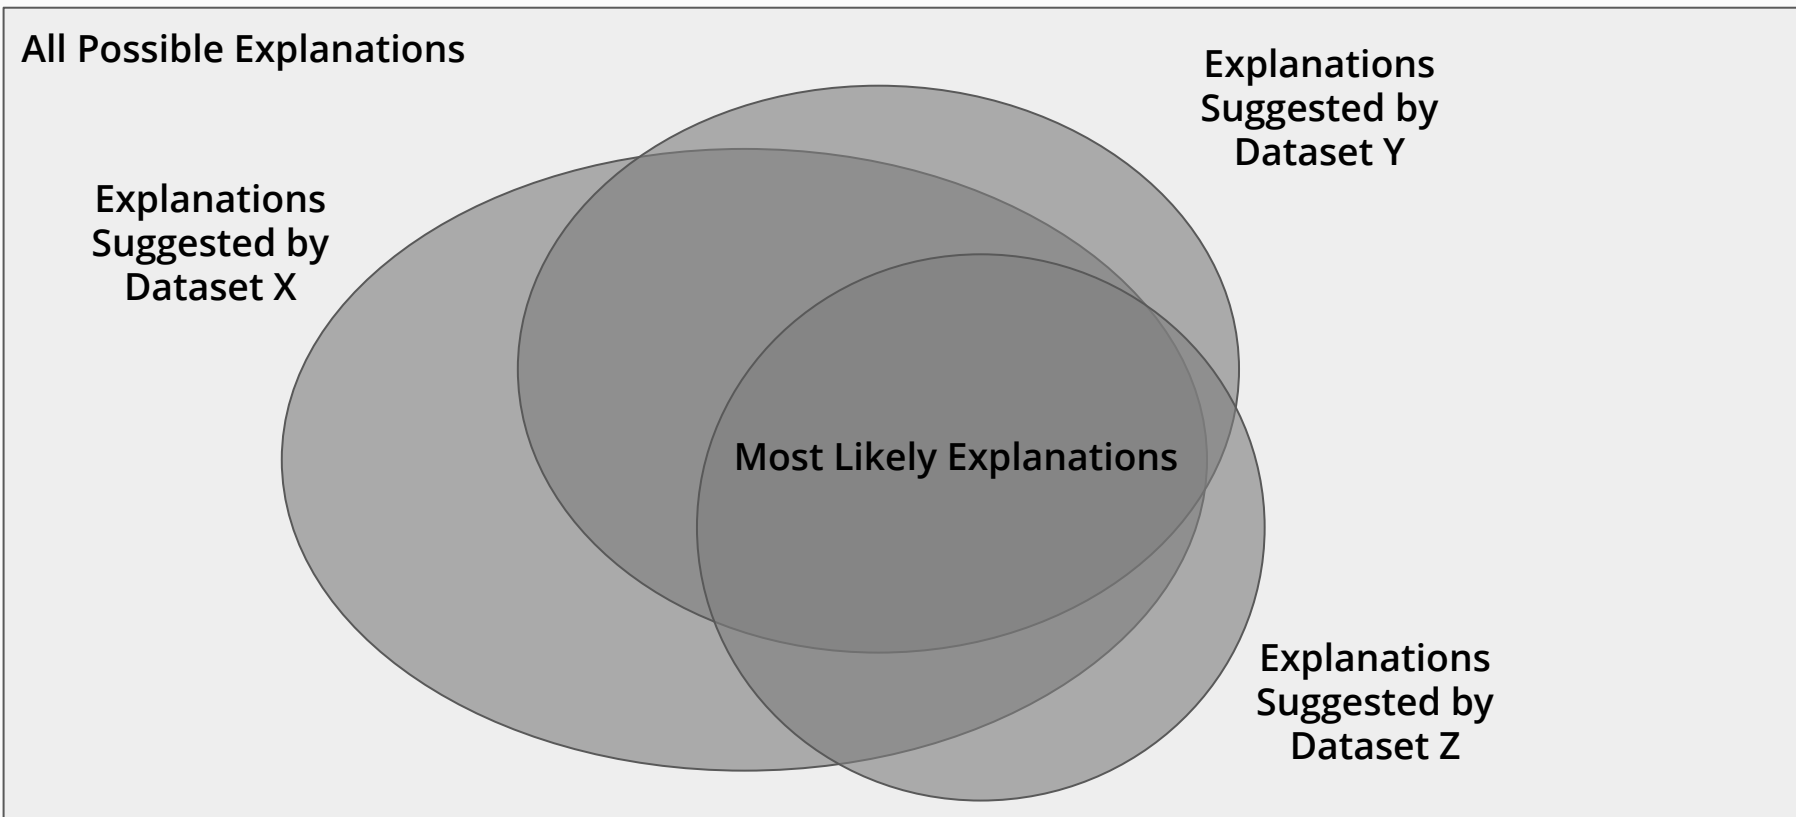 All Possible Explanations
Explanations
Suggested by
Dataset Y
Explanations
Suggested by
Dataset X
Most Likely Explanations
Explanations
Suggested by
Dataset Z